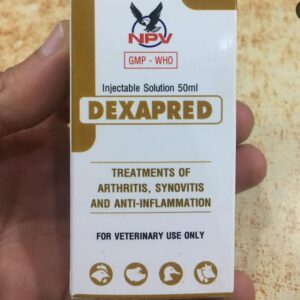 NPV
GMP - WHO
Injectable Solution 50ml
DEXAPRED
TREATMENTS OF
ARTHRITIS, SYNOVITIS
AND ANTI-INFLAMMATION
FOR VETERINARY USE ONLY